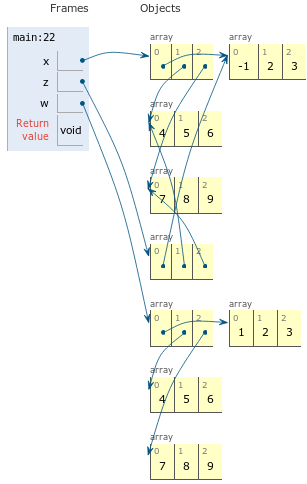 Frames Objects
main:22
x
z
w
Return
value void
array array
0 1 2 0 1 2
-1 2 3
array
0 1 2
4 5 6
array
0 1 2
7 8 9
array
0 1 2
array array
0 1 2 0 1 2
1 2 3
array
0 1 2
4 5 6
array
0 1 2
7 8 9